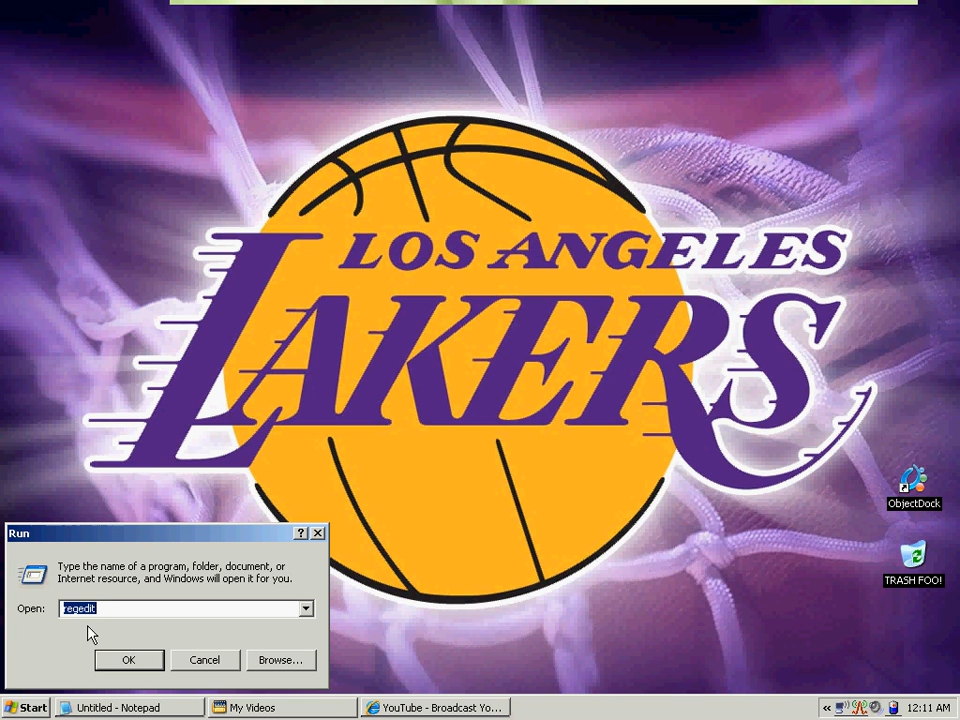 LOS ANGELES
LAKERS
ObjectDock
TRASH FOO!
Run
Type the name of a program, folder, document, or
Internet resource, and Windows will open it for you.
Open: regedit
OK Cancel Browse...
Start Untitled - Notepad My Videos YouTube - Broadcast Yo... 12:11 AM